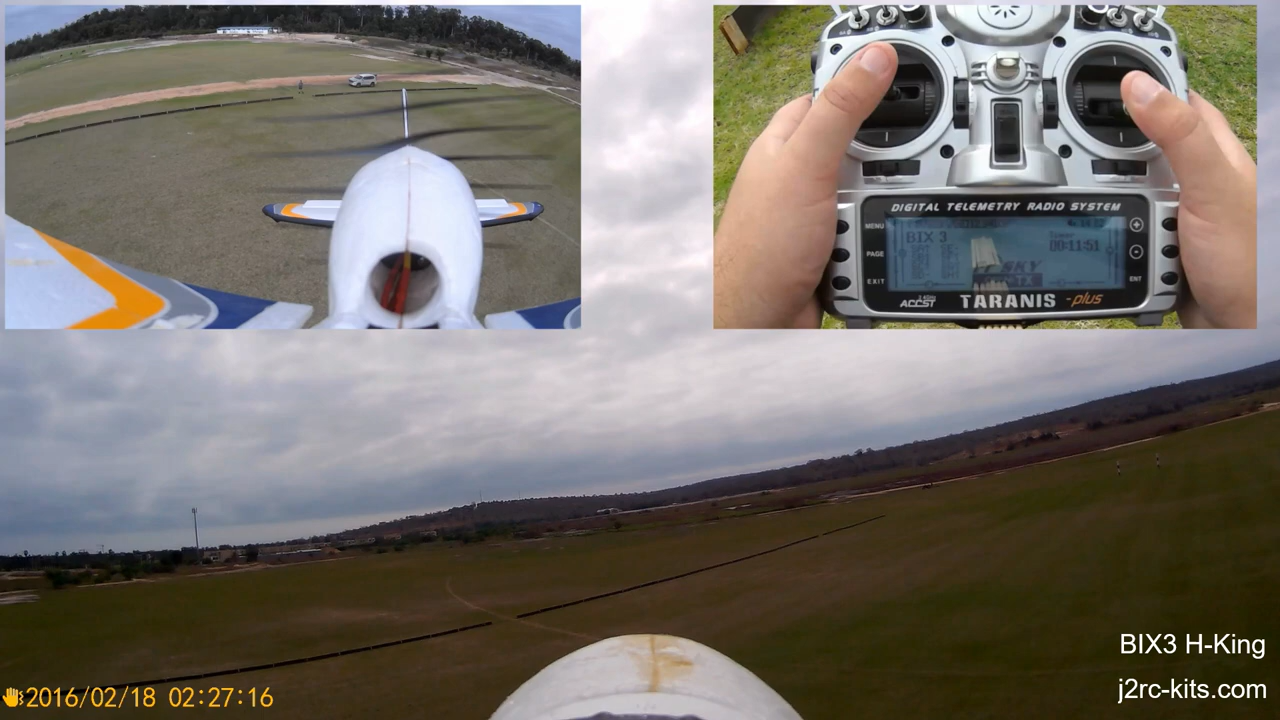 DIGITAL TELEMETRY RADIO SYSTEM
MENU
PAGE
EXIT
ENT
BIX 3
00:11:51
ACCST
TARANIS -plus
BIX3 H-King
j2rc-kits.com
2016/02/18 02:27:16